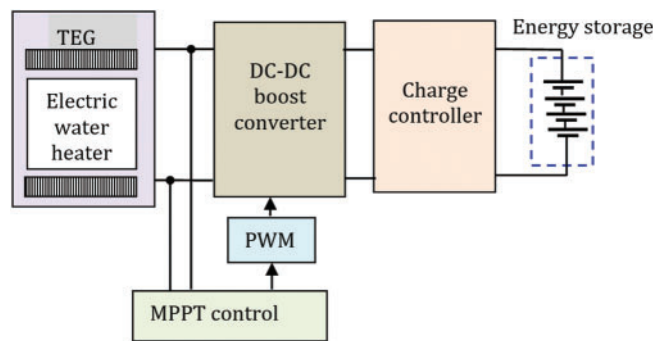 TEG
Electric
water
heater
DC-DC
boost
converter
Charge
controller
Energy storage
PWM
MPPT control